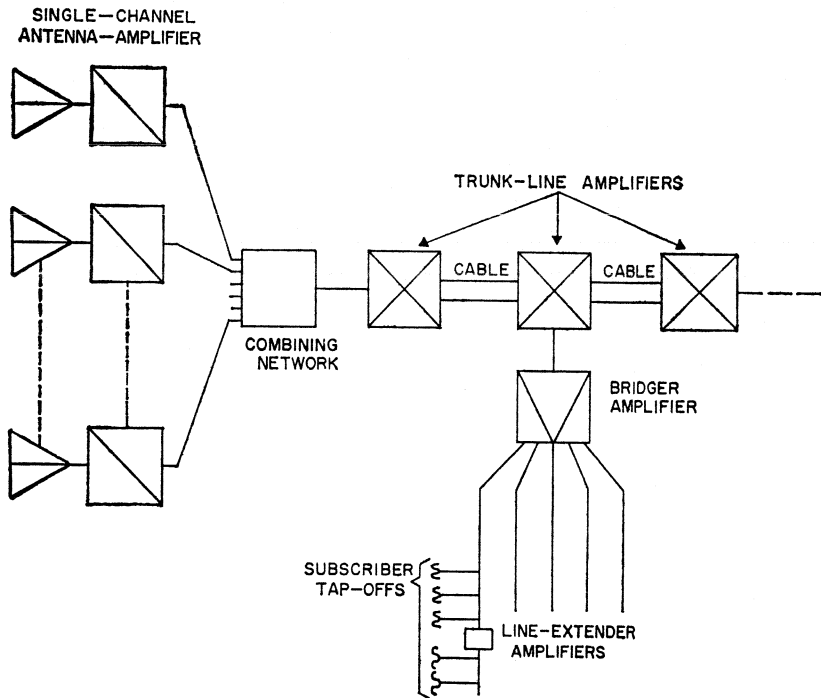 SINGLE-CHANNEL
ANTENNA-AMPLIFIER
TRUNK-LINE AMPLIFIERS
CABLE
CABLE
COMBINING
NETWORK
BRIDGER
AMPLIFIER
SUBSCRIBER
TAP-OFFS
LINE-EXTENDER
AMPLIFIERS